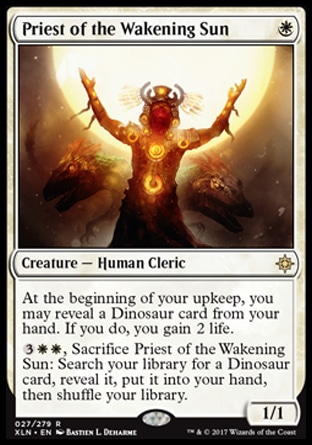 Priest of the Wakening Sun
Creature — Human Cleric
At the beginning of your upkeep, you
may reveal a Dinosaur card from your
hand. If you do, you gain 2 life.
3, Sacrifice Priest of the Wakening
Sun: Search your library for a Dinosaur
card, reveal it, put it into your hand,
then shuffle your library.
1/1
027/279 R
XLN • EN BASTIEN L. DEHARME
™ & © 2017 Wizards of the Coast